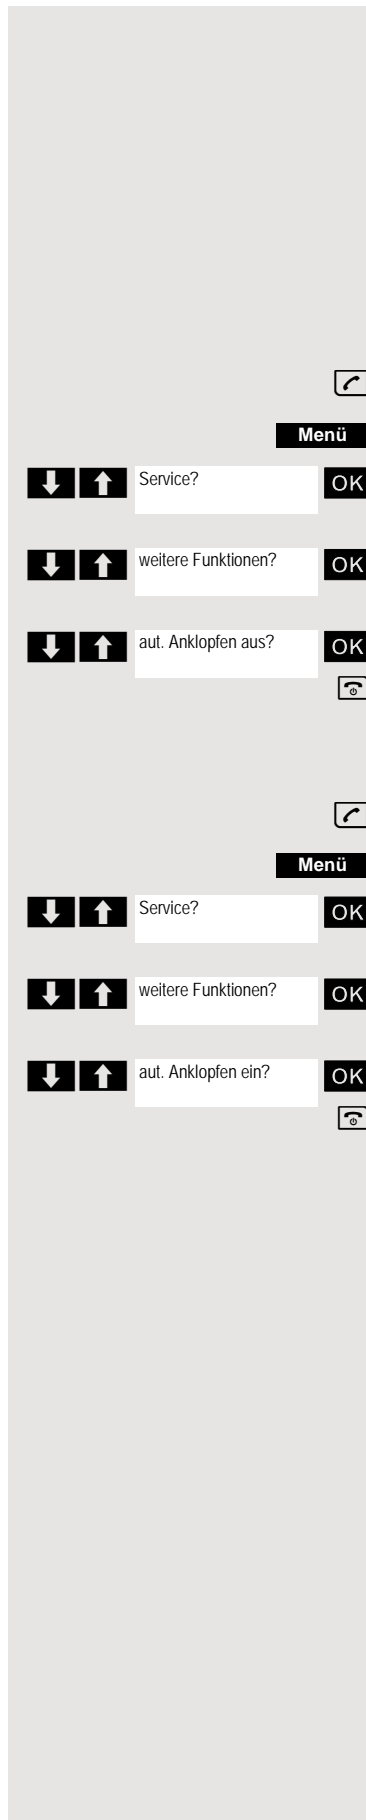 Menü
Service? OK
weitere Funktionen? OK
aut. Anklopfen aus? OK
Menü
Service? OK
weitere Funktionen? OK
aut. Anklopfen ein? OK